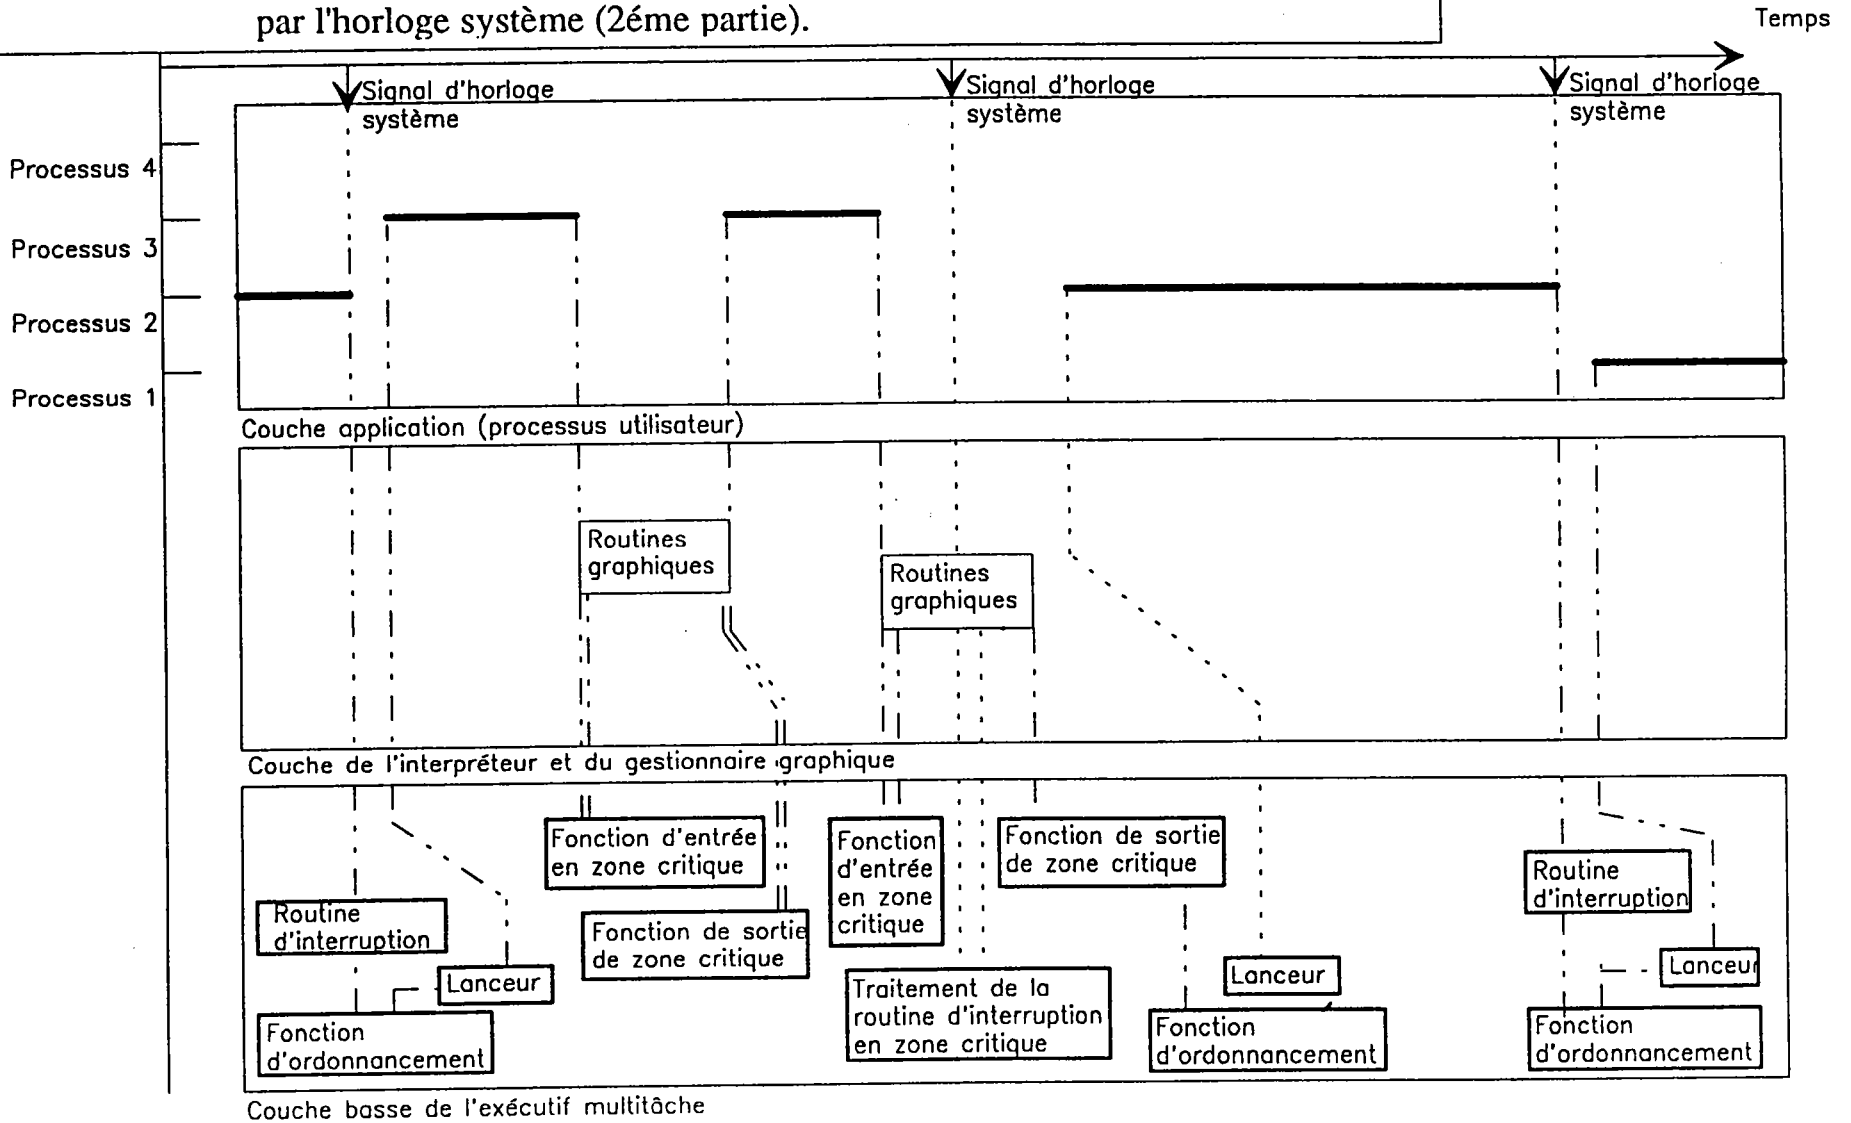 par l'horloge système (2éme partie).
Temps
Signal d'horloge
système
Signal d'horloge
système
Signal d'horloge
système
Processus 4
Processus 3
Processus 2
Processus 1
Couche application (processus utilisateur)
Routines
graphiques
Routines
graphiques
Couche de l'interpréteur et du gestionnaire graphique
Fonction d'entrée
en zone critique
Fonction
d'entrée
en zone
critique
Fonction de sortie
de zone critique
Routine
d'interruption
Routine
d'interruption
Fonction de sortie
de zone critique
Lanceur
Lanceur
Lanceur
Traitement de la
routine d'interruption
en zone critique
Fonction
d'ordonnancement
Fonction
d'ordonnancement
Fonction
d'ordonnancement
Couche basse de l'exécutif multitâche